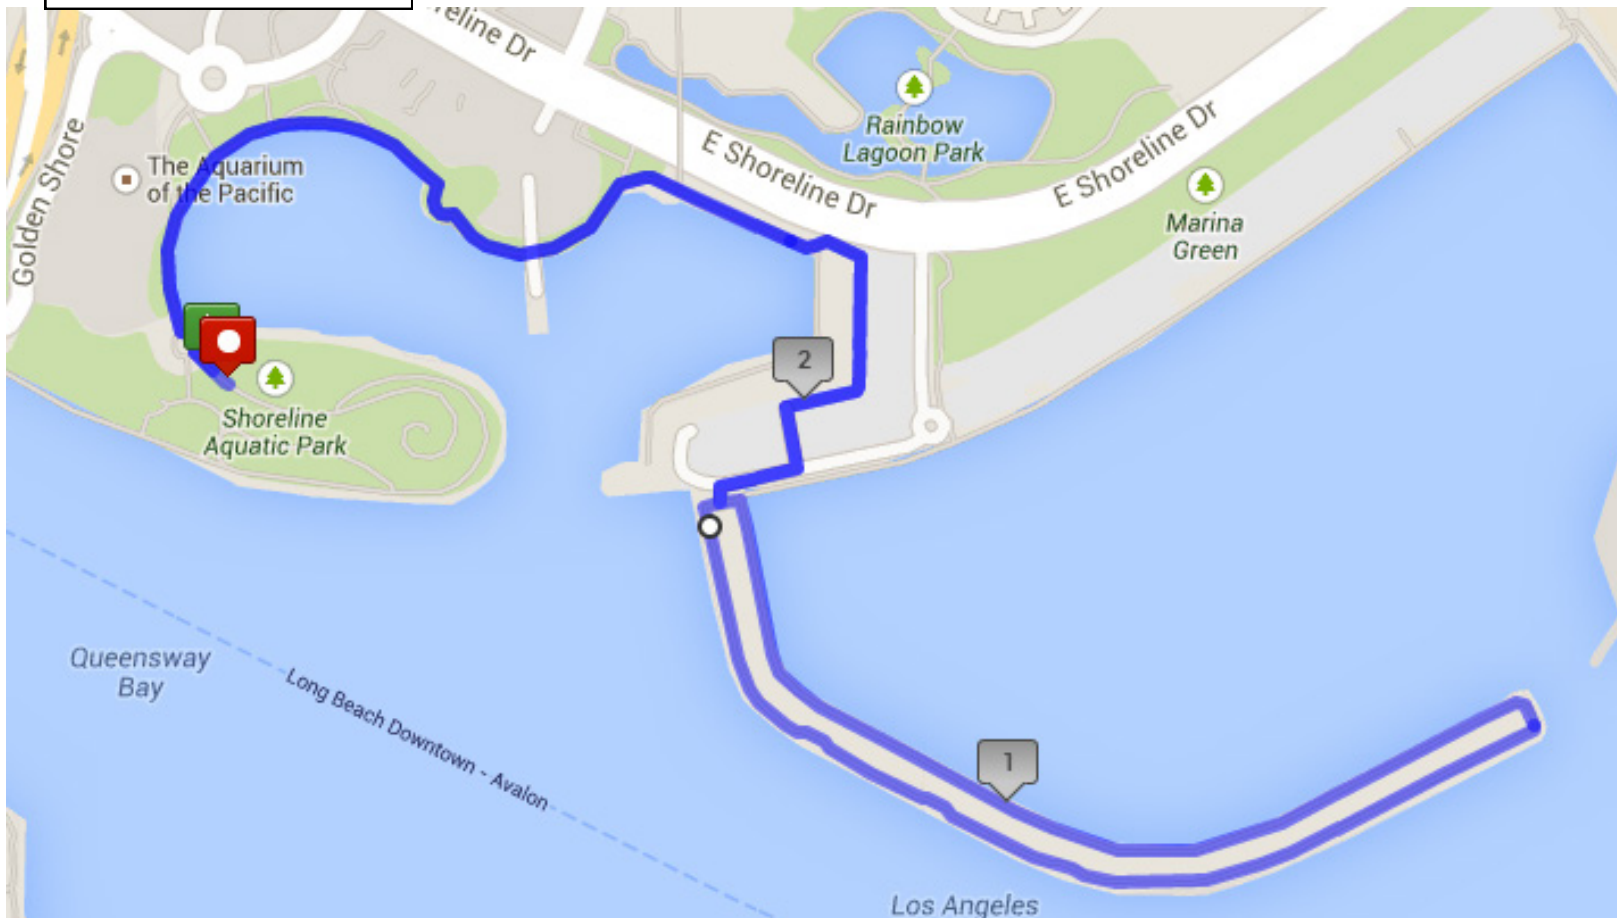 reline Dr
Rainbow
Lagoon Park
E Shoreline Dr
E Shoreline Dr
Golden Shore
The Aquarium
of the Pacific
Marina
Green
2
Shoreline
Aquatic Park
Queensway
Bay
Long Beach Downtown - Avalon
1
Los Angeles